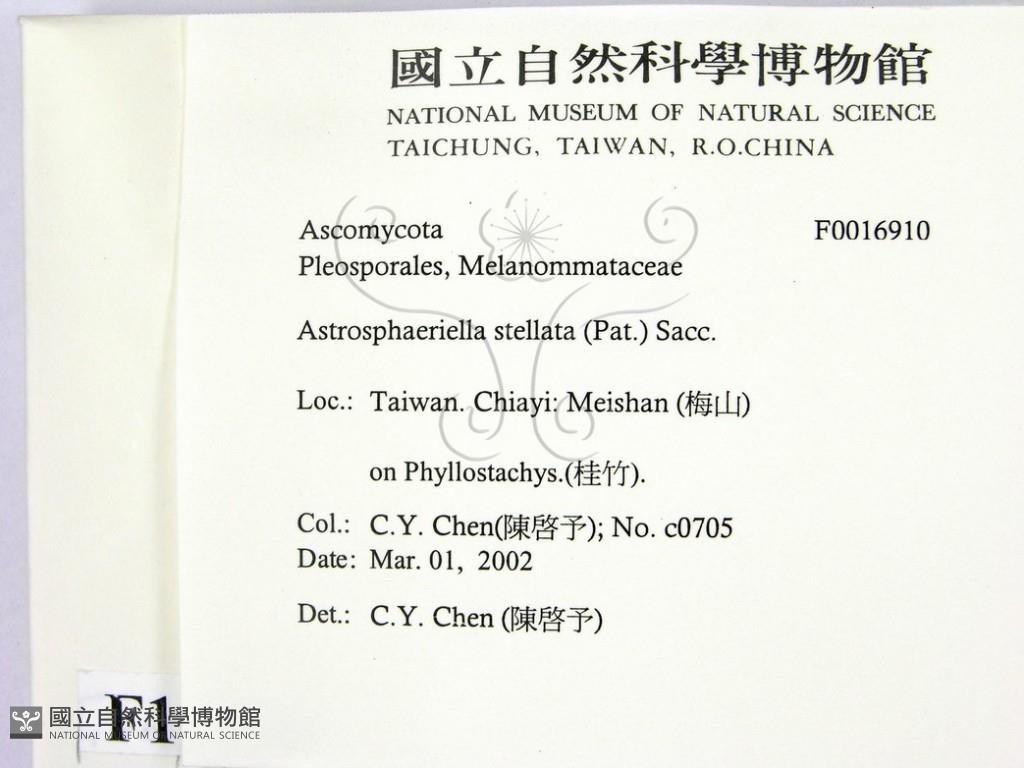 國立自然科學博物館
NATIONAL MUSEUM OF NATURAL SCIENCE
TAICHUNG, TAIWAN, R.O.CHINA
Ascomycota F0016910
Pleosporales, Melanommataceae
Astrosphaeriella stellata (Pat.) Sacc.
Loc.: Taiwan. Chiayi: Meishan (梅山)
on Phyllostachys.(桂竹).
Col.: C.Y. Chen(陳啓予); No. c0705
Date: Mar. 01, 2002
Det.: C.Y. Chen (陳啓予)
F1
國立自然科學博物館
NATIONAL MUSEUM OF NATURAL SCIENCE